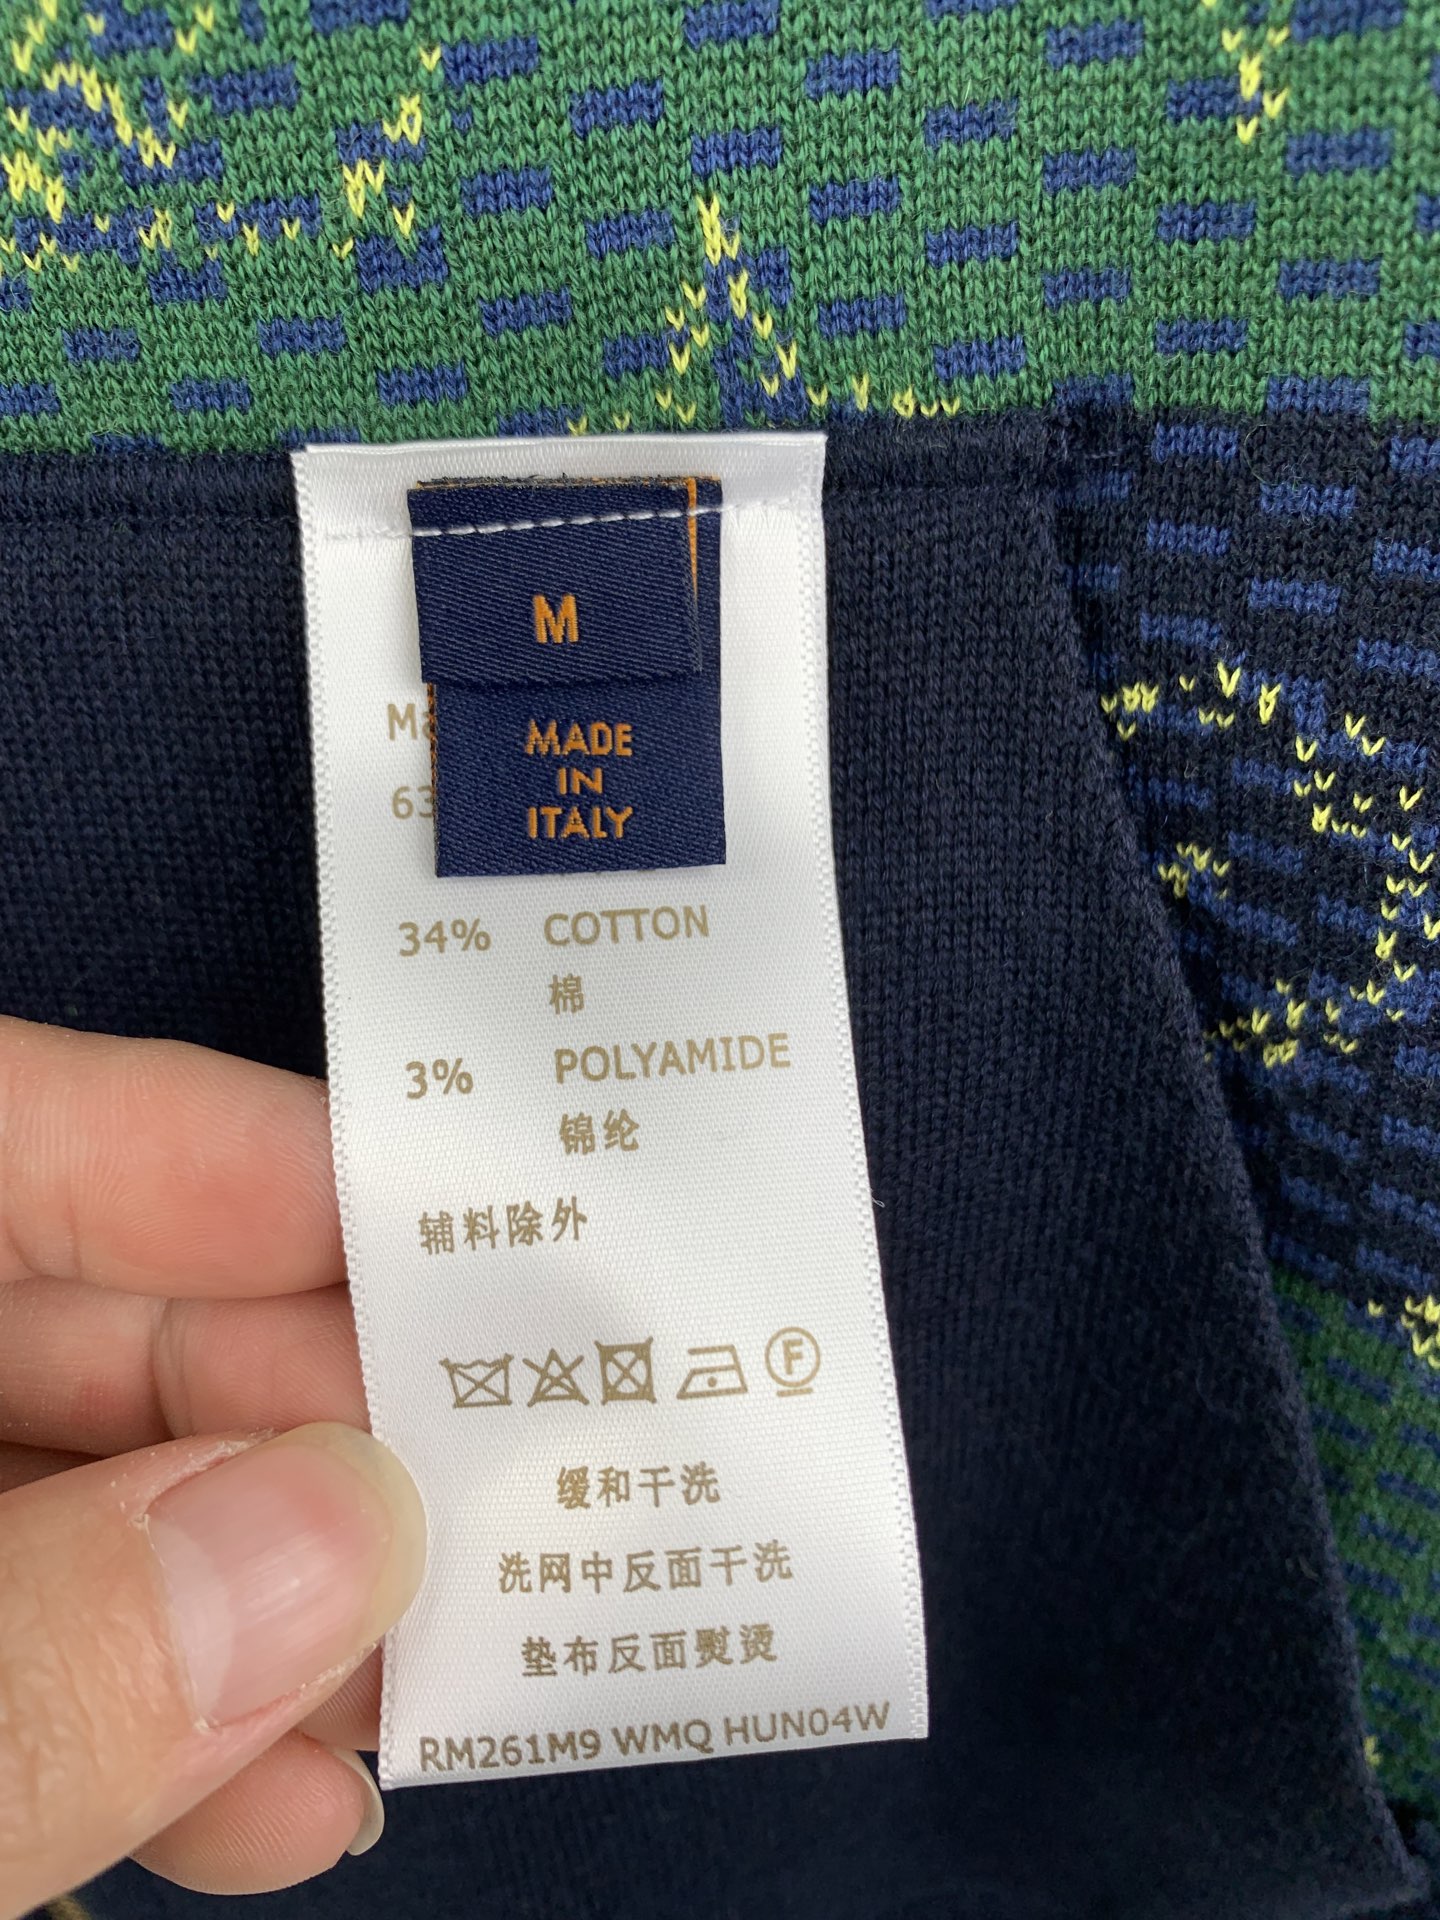 M
MADE
IN
ITALY
63
34% COTTON
棉
3% POLYAMIDE
锦纶
辅料除外
F
缓和干洗
洗网中反面干洗
垫布反面熨烫
RM261M9 WMQ HUN04W